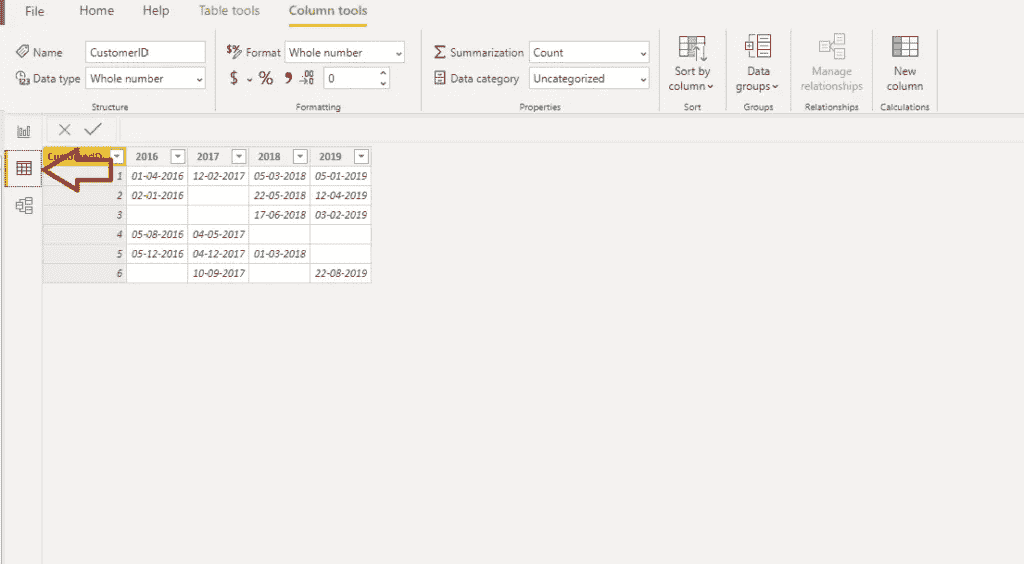 File Home Help Table tools Column tools
Name CustomerID $% Format Whole number Σ Summarization Count
Data type Whole number $ % 9 .00 →.0 0 Data category Uncategorized
Sort by column Data groups Manage relationships New column
Structure Formatting Properties Sort Groups Relationships Calculations
CustomerID 2016 2017 2018 2019
1 01-04-2016 12-02-2017 05-03-2018 05-01-2019
2 02-01-2016 22-05-2018 12-04-2019
3 17-06-2018 03-02-2019
4 05-08-2016 04-05-2017
5 05-12-2016 04-12-2017 01-03-2018
6 10-09-2017 22-08-2019